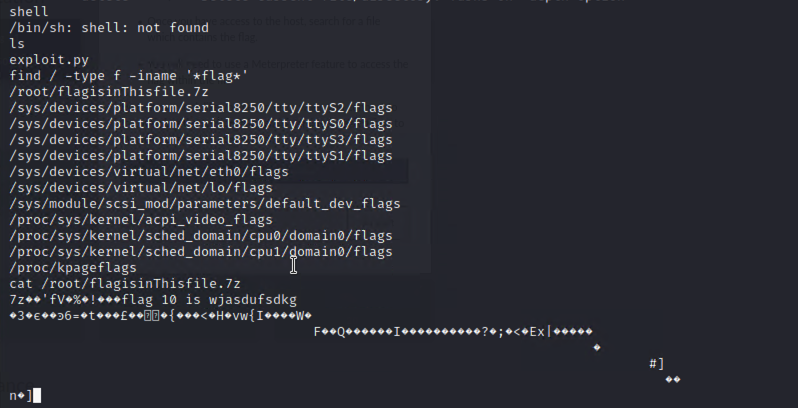 shell
/bin/sh: shell: not found
ls
exploit.py
find / -type f -iname '*flag*'
/root/flagisinThisfile.7z
/sys/devices/platform/serial8250/tty/ttyS2/flags
/sys/devices/platform/serial8250/tty/ttyS0/flags
/sys/devices/platform/serial8250/tty/ttyS3/flags
/sys/devices/platform/serial8250/tty/ttyS1/flags
/sys/devices/virtual/net/eth0/flags
/sys/devices/virtual/net/lo/flags
/sys/module/scsi_mod/parameters/default_dev_flags
/proc/sys/kernel/acpi_video_flags
/proc/sys/kernel/sched_domain/cpu0/domain0/flags
/proc/sys/kernel/sched_domain/cpu1/domain0/flags
/proc/kpageflags
cat /root/flagisinThisfile.7z
7z��'fV�%�!���flag 10 is wjasdufsdkg
�3�є��э6=�t���£���{���<�H�vw{I����W�
F��Q������I����������?�;�<�Ex|�����
�
#]
��
n�]